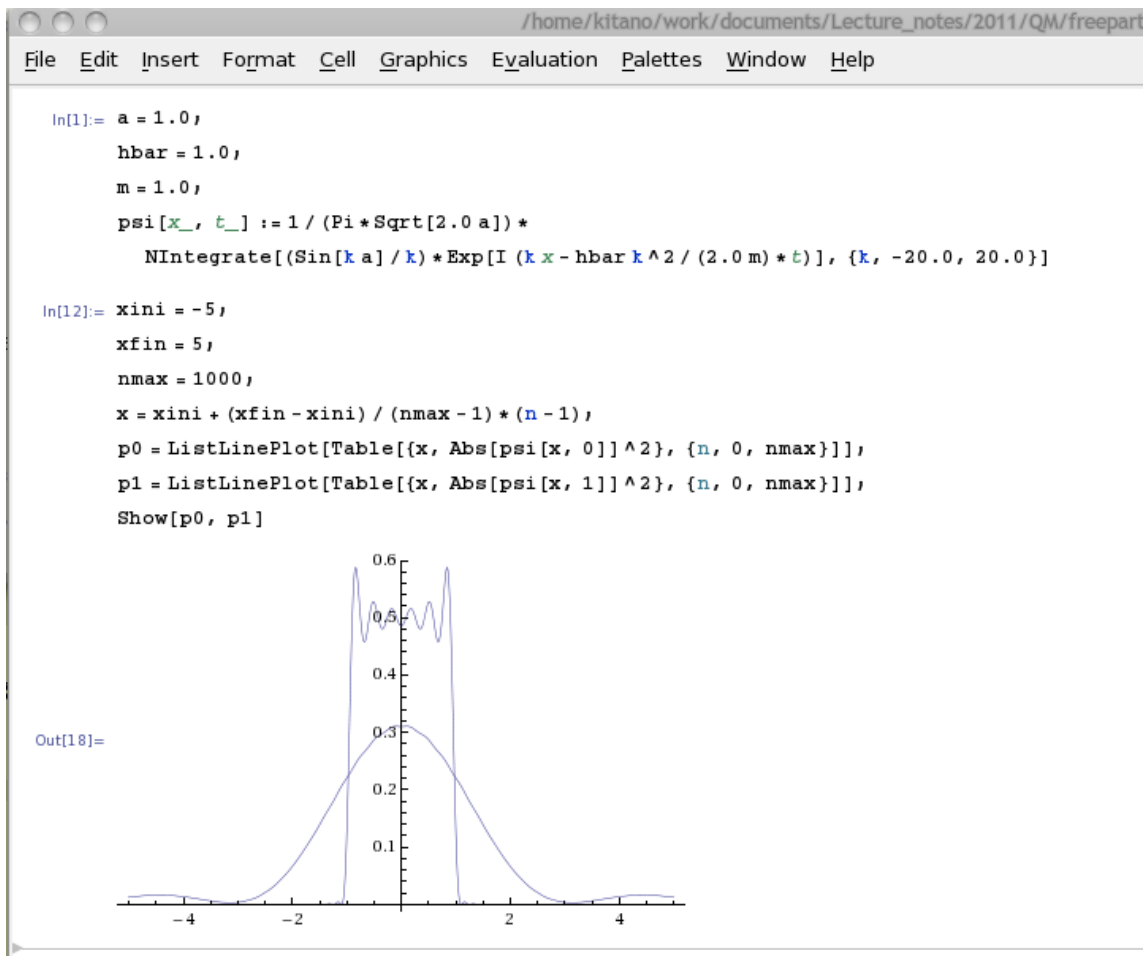 /home/kitano/work/documents/Lecture_notes/2011/QM/freepart
File Edit Insert Format Cell Graphics Evaluation Palettes Window Help
In[1]:= a = 1.0;
hbar = 1.0;
m = 1.0;
psi[x_, t_] := 1 / (Pi * Sqrt[2.0 a]) *
NIntegrate[(Sin[k a] / k) * Exp[I (k x - hbar k ^ 2 / (2.0 m) * t)], {k, -20.0, 20.0}]
In[12]:= xini = -5;
xfin = 5;
nmax = 1000;
x = xini + (xfin - xini) / (nmax - 1) * (n - 1);
p0 = ListLinePlot[Table[{x, Abs[psi[x, 0]] ^ 2}, {n, 0, nmax}]];
p1 = ListLinePlot[Table[{x, Abs[psi[x, 1]] ^ 2}, {n, 0, nmax}]];
Show[p0, p1]
0.6
0.5
0.4
0.3
Out[18]=
0.2
0.1
-4 -2 2 4